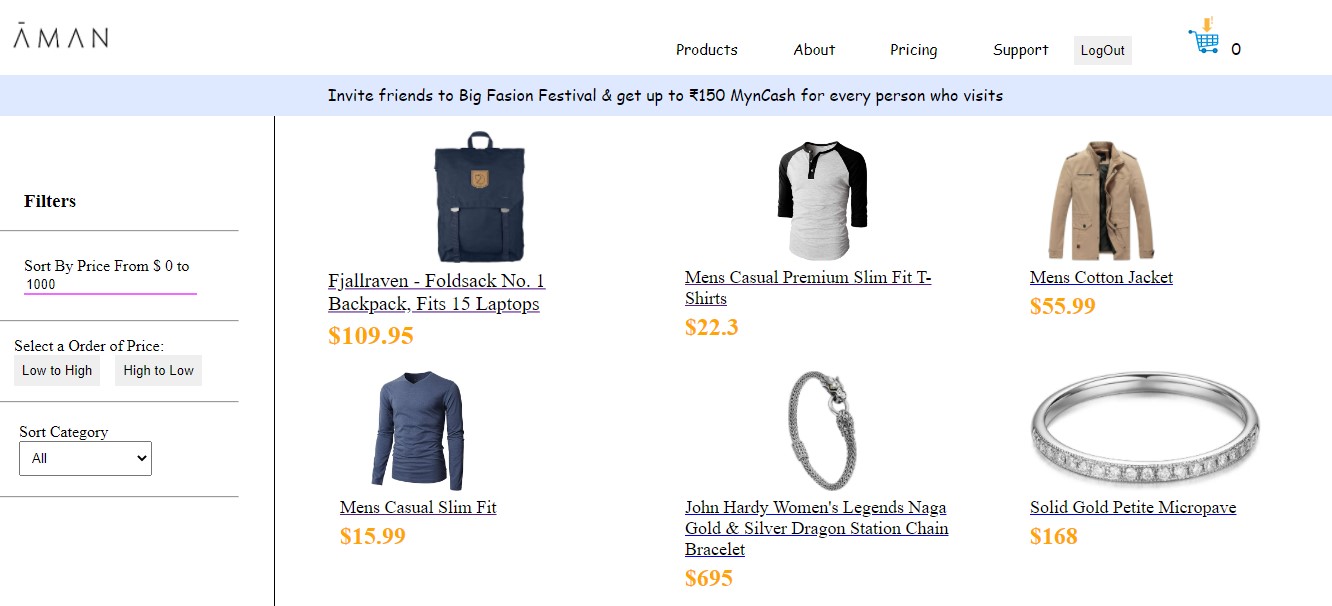 ĀMAN
Products About Pricing Support LogOut 0
Invite friends to Big Fasion Festival & get up to ₹150 MynCash for every person who visits
Filters
Sort By Price From $ 0 to
1000
Select a Order of Price:
Low to High High to Low
Sort Category
All
Fjallraven - Foldsack No. 1
Backpack, Fits 15 Laptops
$109.95
Mens Casual Premium Slim Fit T-
Shirts
$22.3
Mens Cotton Jacket
$55.99
Mens Casual Slim Fit
$15.99
John Hardy Women's Legends Naga
Gold & Silver Dragon Station Chain
Bracelet
$695
Solid Gold Petite Micropave
$168